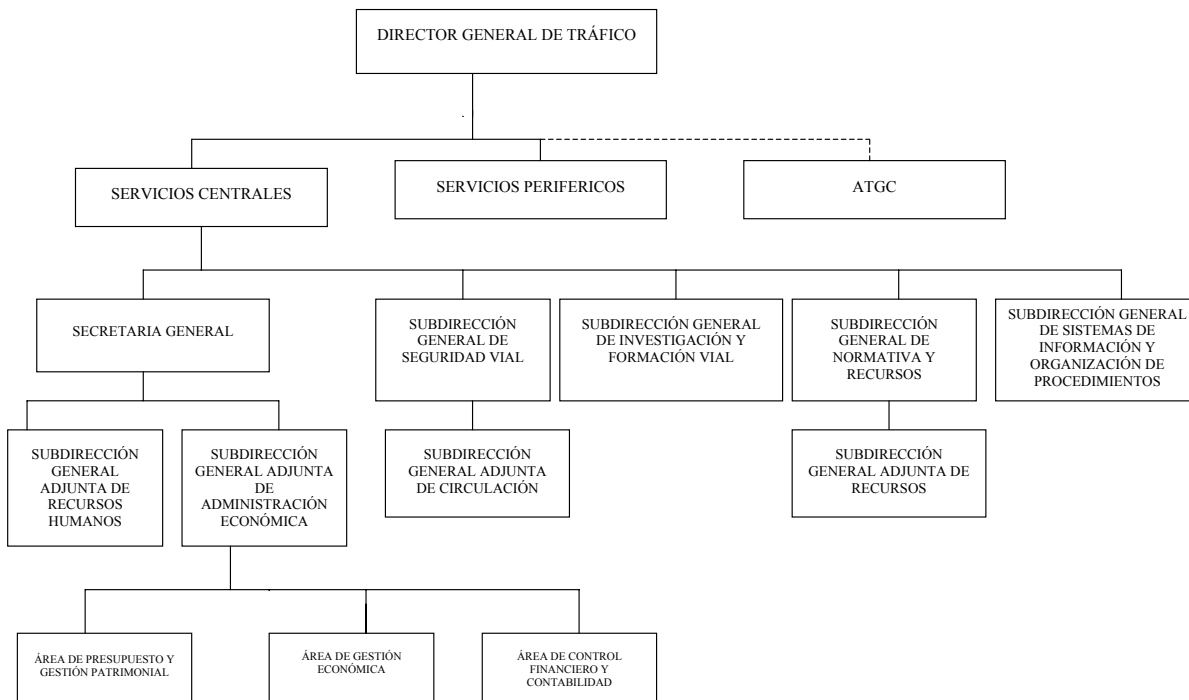 DIRECTOR GENERAL DE TRÁFICO
SERVICIOS CENTRALES
SERVICIOS PERIFERICOS
ATGC
SECRETARIA GENERAL
SUBDIRECCIÓN
GENERAL DE
SEGURIDAD VIAL
SUBDIRECCIÓN GENERAL
DE INVESTIGACIÓN Y
FORMACIÓN VIAL
SUBDIRECCIÓN
GENERAL DE
NORMATIVA Y
RECURSOS
SUBDIRECCIÓN GENERAL
DE SISTEMAS DE
INFORMACIÓN Y
ORGANIZACIÓN DE
PROCEDIMIENTOS
SUBDIRECCIÓN
GENERAL
ADJUNTA DE
RECURSOS
HUMANOS
SUBDIRECCIÓN
GENERAL ADJUNTA
DE
ADMINISTRACIÓN
ECONÓMICA
SUBDIRECCIÓN
GENERAL ADJUNTA
DE CIRCULACIÓN
SUBDIRECCIÓN
GENERAL ADJUNTA DE
RECURSOS
ÁREA DE PRESUPUESTO Y
GESTIÓN PATRIMONIAL
ÁREA DE GESTIÓN
ECONÓMICA
ÁREA DE CONTROL
FINANCIERO Y
CONTABILIDAD